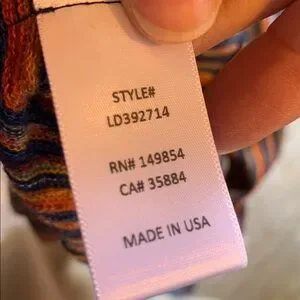 STYLE#
LD392714
RN# 149854
CA# 35884
MADE IN USA